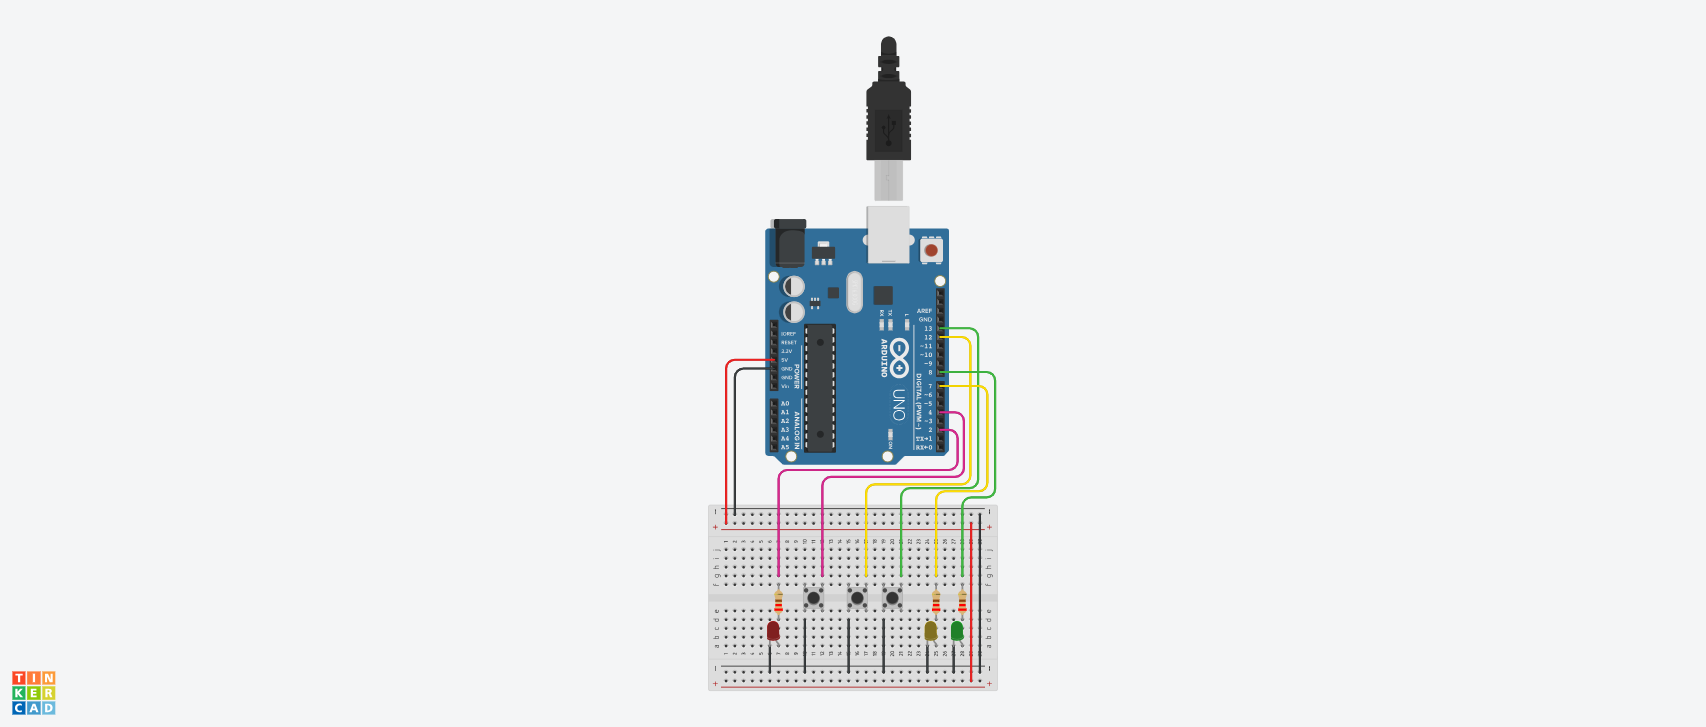 AREF
GND
13
12
~11
~10
~9
8
7
~6
~5
4
~3
2
TX→1
RX←0
DIGITAL (PWM~)
RX
TX
L
ARDUINO
UNO
ON
IOREF
RESET
3.3V
5V
GND
GND
Vin
POWER
A0
A1
A2
A3
A4
A5
ANALOG IN
j
i
h
g
f
e
d
c
b
a
TIN
KER
CAD